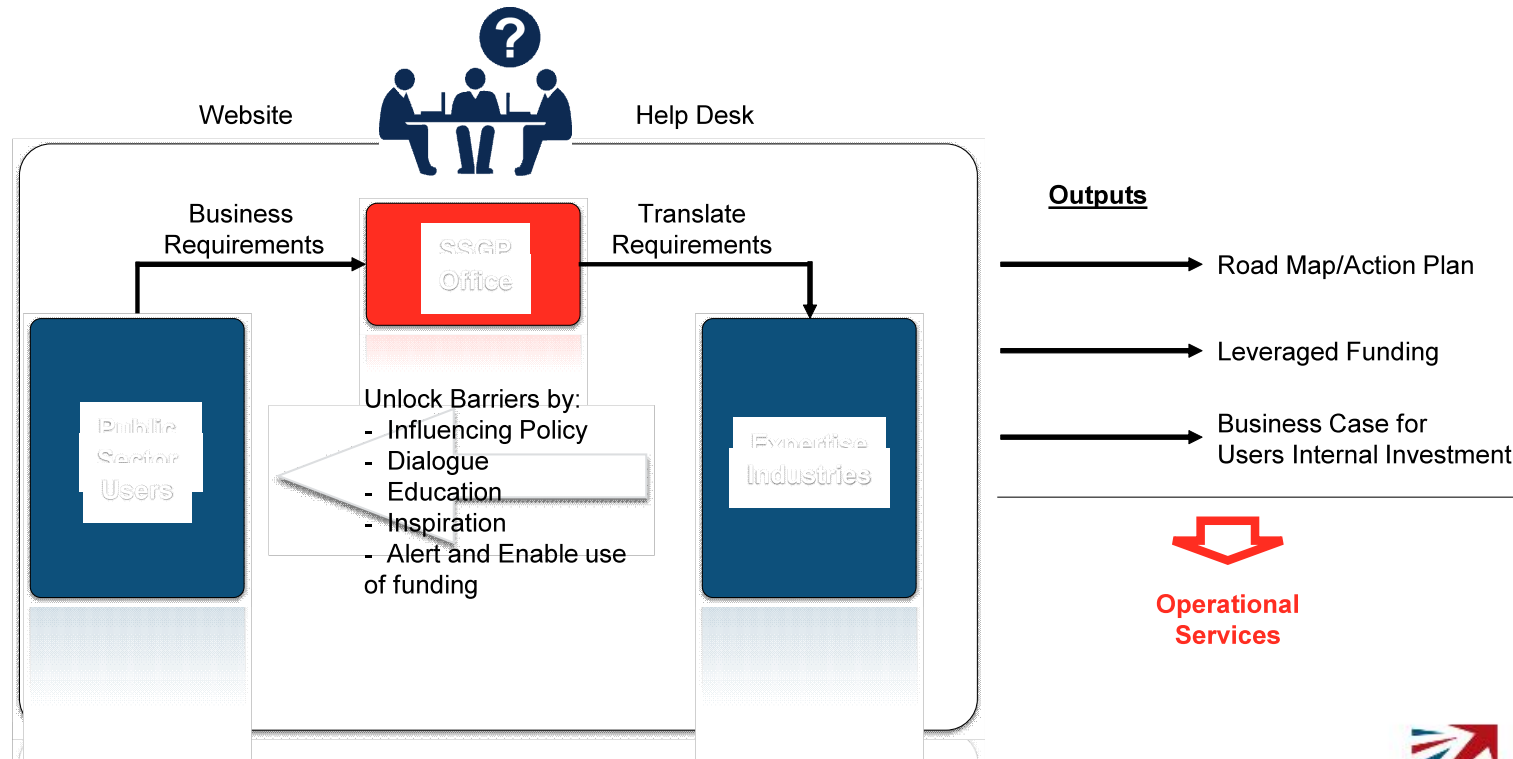 ?
Website
Help Desk
Business
Requirements
SSGP
Office
Translate
Requirements
Public
Sector
Users
Unlock Barriers by:
- Influencing Policy
- Dialogue
- Education
- Inspiration
- Alert and Enable use
of funding
Expertise
Industries
Outputs
Road Map/Action Plan
Leveraged Funding
Business Case for
Users Internal Investment
Operational
Services